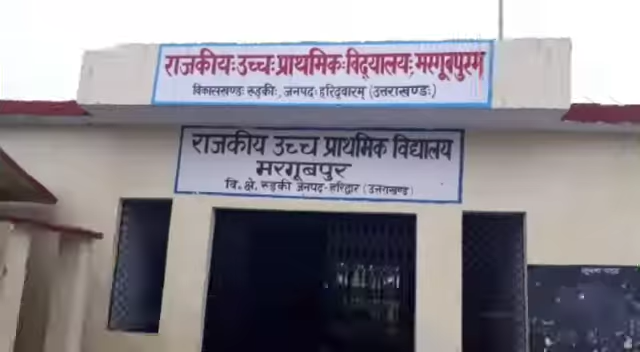 राजकीयःउच्चःप्राथमिकःविद्यालयः,मरगूबपुरम्
विकासखण्डः रूड़कीः, जनपदःहरिद्वारम् (उत्तराखण्डः)
राजकीय उच्च प्राथमिक विद्यालय
मरगूबपुर
वि. क्षे. रूड़की जनपद-हरिद्वार (उत्तराखण्ड)